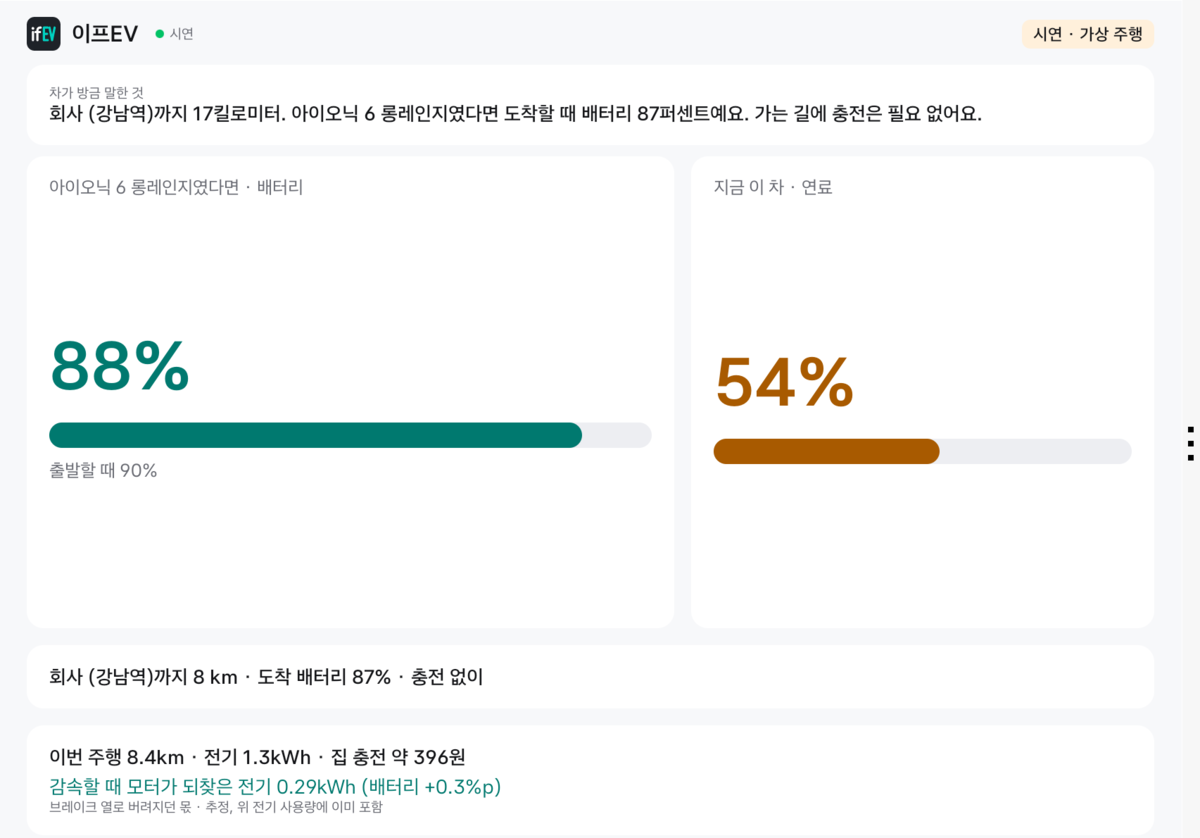 ifEV 이프EV 시연
시연 · 가상 주행
차가 방금 말한 것
회사 (강남역)까지 17킬로미터. 아이오닉 6 롱레인지였다면 도착할 때 배터리 87퍼센트예요. 가는 길에 충전은 필요 없어요.
아이오닉 6 롱레인지였다면 · 배터리
88%
출발할 때 90%
지금 이 차 · 연료
54%
회사 (강남역)까지 8 km · 도착 배터리 87% · 충전 없이
이번 주행 8.4km · 전기 1.3kWh · 집 충전 약 396원
감속할 때 모터가 되찾은 전기 0.29kWh (배터리 +0.3%p)
브레이크 열로 버려지던 몫 · 추정, 위 전기 사용량에 이미 포함